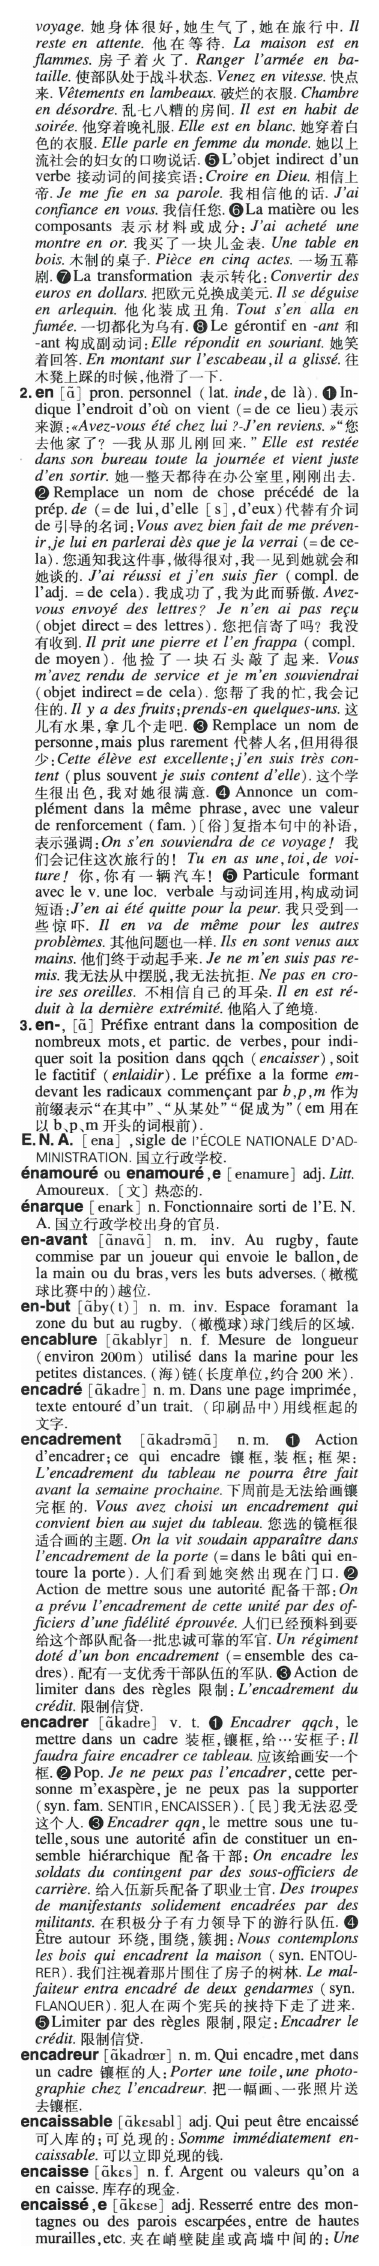 voyage. 她身体很好,她生气了,她在旅行中. Il
reste en attente. 他在等待. La maison est en
flammes. 房子着火了. Ranger l'armée en ba-
taille. 使部队处于战斗状态. Venez en vitesse. 快点
来. Vêtements en lambeaux. 破烂的衣服. Chambre
en désordre. 乱七八糟的房间. Il est en habit de
soirée. 他穿着晚礼服. Elle est en blanc. 她穿着白
色的衣服. Elle parle en femme du monde. 她以上
流社会的妇女的口吻说话. ❺ L'objet indirect d'un
verbe 接动词的间接宾语: Croire en Dieu. 相信上
帝. Je me fie en sa parole. 我相信他的话. J'ai
confiance en vous. 我信任您. ❻ La matière ou les
composants 表示材料或成分: J'ai acheté une
montre en or. 我买了一块儿金表. Une table en
bois. 木制的桌子. Pièce en cinq actes. 一场五幕
剧. ❼ La transformation 表示转化: Convertir des
euros en dollars. 把欧元兑换成美元. Il se déguise
en arlequin. 他化装成丑角. Tout s'en alla en
fumée. 一切都化为乌有. ❽ Le gérontif en -ant 和
-ant 构成副动词: Elle répondit en souriant. 她笑
着回答. En montant sur l'escabeau, il a glissé. 往
木凳上踩的时候,他滑了一下.
2. en [ɑ̃] pron. personnel (lat. inde, de là). ❶ In-
dique l'endroit d'où on vient (= de ce lieu) 表示
来源: «Avez-vous été chez lui ?-J'en reviens. » “您
去他家了? —我从那儿刚回来. ” Elle est restée
dans son bureau toute la journée et vient juste
d'en sortir. 她一整天都待在办公室里,刚刚出去.
❷ Remplace un nom de chose précédé de la
prép. de (= de lui, d'elle [s], d'eux) 代替有介词
de 引导的名词: Vous avez bien fait de me préven-
ir, je lui en parlerai dès que je la verrai (= de ce-
la). 您通知我这件事,做得很对,我一见到她就会和
她谈的. J'ai réussi et j'en suis fier (compl. de
l'adj. = de cela). 我成功了,我为此而骄傲. Avez-
vous envoyé des lettres? Je n'en ai pas reçu
(objet direct = des lettres). 您把信寄了吗? 我没
有收到. Il prit une pierre et l'en frappa (compl.
de moyen). 他捡了一块石头敲了起来. Vous
m'avez rendu de service et je m'en souviendrai
(objet indirect = de cela). 您帮了我的忙,我会记
住的. Il y a des fruits; prends-en quelques-uns. 这
儿有水果,拿几个走吧. ❸ Remplace un nom de
personne, mais plus rarement 代替人名,但用得很
少: Cette élève est excellente; j'en suis très con-
tent (plus souvent je suis content d'elle). 这个学
生很出色,我对她很满意. ❹ Annonce un com-
plément dans la même phrase, avec une valeur
de renforcement (fam.) [俗]复指本句中的补语,
表示强调: On s'en souviendra de ce voyage! 我
们会记住这次旅行的! Tu en as une, toi, de voi-
ture! 你,你有一辆汽车! ❺ Particule formant
avec le v. une loc. verbale 与动词连用,构成动词
短语: J'en ai été quitte pour la peur. 我只受到一
些惊吓. Il en va de même pour les autres
problèmes. 其他问题也一样. Ils en sont venus aux
mains. 他们终于动起手来. Je ne m'en suis pas re-
mis. 我无法从中摆脱,我无法抗拒. Ne pas en cro-
ire ses oreilles. 不相信自己的耳朵. Il en est ré-
duit à la dernière extrémité. 他陷入了绝境.
3. en-, [ɑ̃] Préfixe entrant dans la composition de
nombreux mots, et partic. de verbes, pour indi-
quer soit la position dans qqch (encaisser), soit
le factitif (enlaidir). Le préfixe a la forme em-
devant les radicaux commençant par b, p, m 作为
前缀表示“在其中”、“从某处”“促成为”(em 用在
以 b、p、m 开头的词根前).
E. N. A. [ena], sigle de l'ÉCOLE NATIONALE D'AD-
MINISTRATION. 国立行政学校.
énamouré ou enamouré, e [enamure] adj. Litt.
Amoureux. [文] 热恋的.
énarque [enark] n. Fonctionnaire sorti de l'E. N.
A. 国立行政学校出身的官员.
en-avant [ɑ̃navɑ̃] n. m. inv. Au rugby, faute
commise par un joueur qui envoie le ballon, de
la main ou du bras, vers les buts adverses. (橄榄
球比赛中的)越位.
en-but [ɑ̃by(t)] n. m. inv. Espace foramant la
zone du but au rugby. (橄榄球)球门线后的区域.
encablure [ɑ̃kablyr] n. f. Mesure de longueur
(environ 200m) utilisé dans la marine pour les
petites distances. (海)链(长度单位,约合 200 米).
encadré [ɑ̃kadre] n. m. Dans une page imprimée,
texte entouré d'un trait. (印刷品中)用线框起的
文字.
encadrement [ɑ̃kadrəmɑ̃] n. m. ❶ Action
d'encadrer; ce qui encadre 镶框,装框;框架:
L'encadrement du tableau ne pourra être fait
avant la semaine prochaine. 下周前是无法给画镶
完框的. Vous avez choisi un encadrement qui
convient bien au sujet du tableau. 您选的镜框很
适合画的主题. On la vit soudain apparaître dans
l'encadrement de la porte (= dans le bâti qui en-
toure la porte). 人们看到她突然出现在门口. ❷
Action de mettre sous une autorité 配备干部: On
a prévu l'encadrement de cette unité par des of-
ficiers d'une fidélité éprouvée. 人们已经预料到要
给这个部队配备一批忠诚可靠的军官. Un régiment
doté d'un bon encadrement (= ensemble des ca-
dres). 配有一支优秀干部队伍的军队. ❸ Action de
limiter dans des règles 限制: L'encadrement du
crédit. 限制信贷.
encadrer [ɑ̃kadre] v. t. ❶ Encadrer qqch, le
mettre dans un cadre 装框,镶框,给…安框子: Il
faudra faire encadrer ce tableau. 应该给画安一个
框. ❷ Pop. Je ne peux pas l'encadrer, cette per-
sonne m'exaspère, je ne peux pas la supporter
(syn. fam. SENTIR, ENCAISSER). [民]我无法忍受
这个人. ❸ Encadrer qqn, le mettre sous une tu-
telle, sous une autorité afin de constituer un en-
semble hiérarchique 配备干部: On encadre les
soldats du contingent par des sous-officiers de
carrière. 给入伍新兵配备了职业士官. Des troupes
de manifestants solidement encadrées par des
militants. 在积极分子有力领导下的游行队伍. ❹
Être autour 环绕,围绕,簇拥: Nous contemplons
les bois qui encadrent la maison (syn. ENTOU-
RER). 我们注视着那片围住了房子的树林. Le mal-
faiteur entra encadré de deux gendarmes (syn.
FLANQUER). 犯人在两个宪兵的挟持下走了进来.
❺ Limiter par des règles 限制,限定: Encadrer le
crédit. 限制信贷.
encadreur [ɑ̃kadrœr] n. m. Qui encadre, met dans
un cadre 镶框的人: Porter une toile, une photo-
graphie chez l'encadreur. 把一幅画、一张照片送
去镶框.
encaissable [ɑ̃kɛsabl] adj. Qui peut être encaissé
可入库的;可兑现的: Somme immédiatement en-
caissable. 可以立即兑现的钱.
encaisse [ɑ̃kɛs] n. f. Argent ou valeurs qu'on a
en caisse. 库存的现金.
encaissé, e [ɑ̃kɛse] adj. Resserré entre des mon-
tagnes ou des parois escarpées, entre de hautes
murailles, etc. 夹在峭壁陡崖或高墙中间的: Une